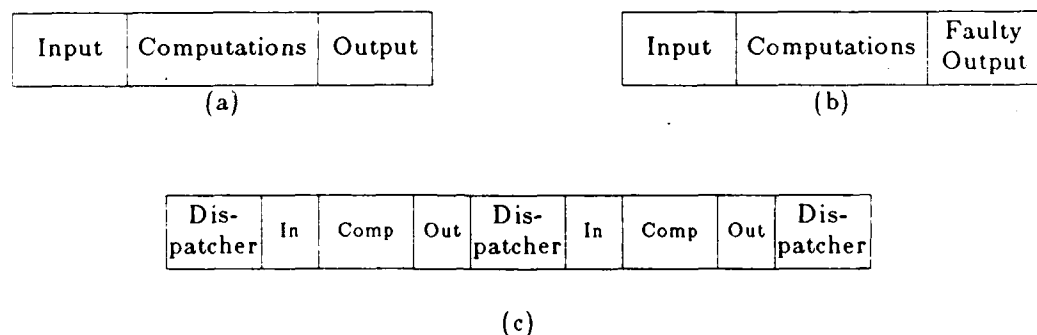 Input Computations Output
(a)
Input Computations Faulty Output
(b)
Dis-patcher In Comp Out Dis-patcher In Comp Out Dis-patcher
(c)